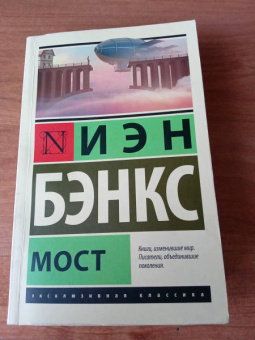 ИЭН
БЭНКС
МОСТ
Книги, изменившие мир.
Писатели, объединившие
поколения.
ЭКСКЛЮЗИВНАЯ КЛАССИКА